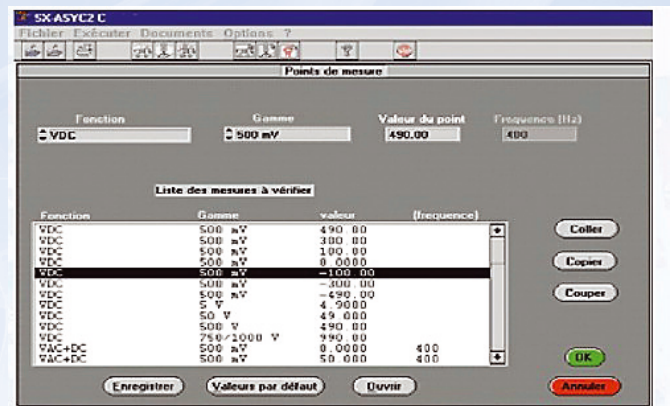 SX-ASYC2 C
Fichier Exécuter Documents Options ?
Points de mesure
Fonction Gamme Valeur du point Frequence (Hz)
VDC 500 mV 490.00 400
Liste des mesures à vérifier
Fonction Gamme valeur (frequence)
VDC 500 mV 490.00
VDC 500 mV 300.00
VDC 500 mV 100.00
VDC 500 mV 0.0000
VDC 500 mV -100.00
VDC 500 mV -300.00
VDC 500 mV -490.00
VDC 5 V 4.9000
VDC 50 V 49.000
VDC 500 V 490.00
VDC 750/1000 V 990.00
VAC+DC 500 mV 0.0000 400
VAC+DC 500 mV 50.000 400
Coller
Copier
Couper
OK
Enregistrer Valeurs par défaut Ouvrir Annuler